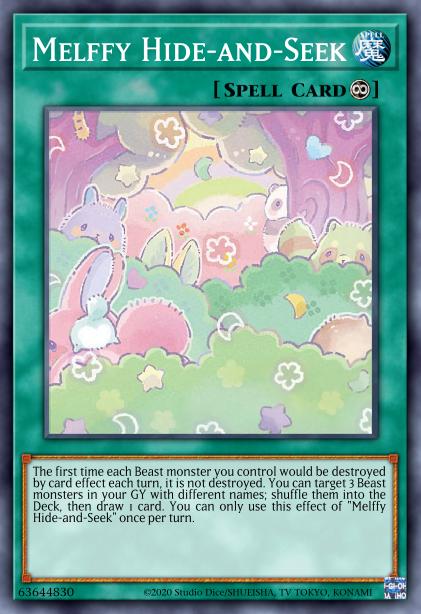 Melffy Hide-and-Seek
SPELL
魔
[Spell Card]
The first time each Beast monster you control would be destroyed
by card effect each turn, it is not destroyed. You can target 3 Beast
monsters in your GY with different names; shuffle them into the
Deck, then draw 1 card. You can only use this effect of "Melffy
Hide-and-Seek" once per turn.
63644830
©2020 Studio Dice/SHUEISHA, TV TOKYO, KONAMI